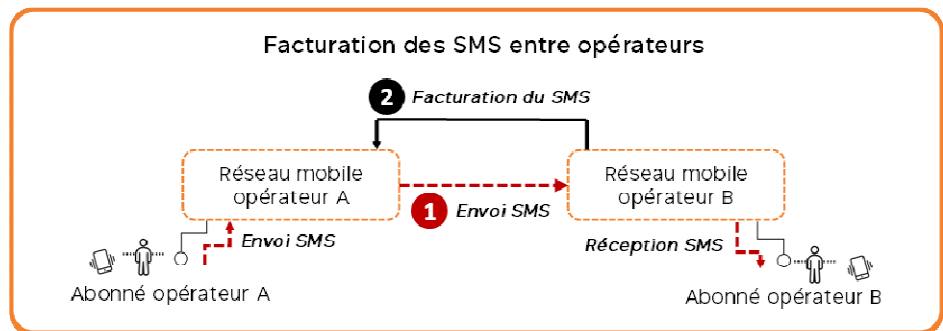 Facturation des SMS entre opérateurs
2 Facturation du SMS
Réseau mobile
opérateur A
Réseau mobile
opérateur B
1 Envoi SMS
Envoi SMS
Réception SMS
Abonné opérateur A
Abonné opérateur B